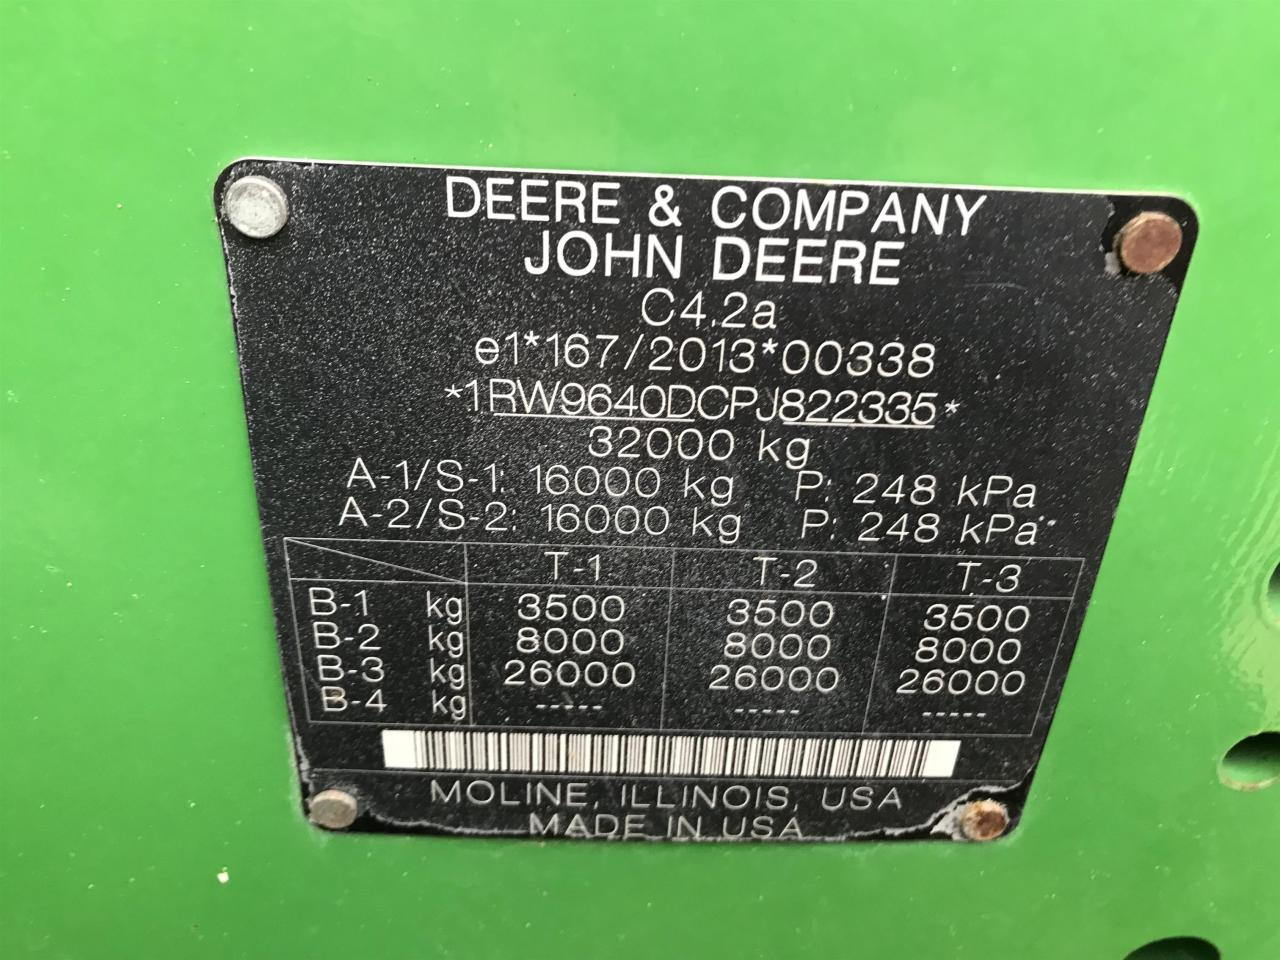 DEERE & COMPANY
JOHN DEERE
C4.2a
e1*167/2013*00338
*1RW9640DCPJ822335*
32000 kg
A-1/S-1: 16000 kg P: 248 kPa
A-2/S-2: 16000 kg P: 248 kPa
T-1 T-2 T-3
B-1 kg 3500 3500 3500
B-2 kg 8000 8000 8000
B-3 kg 26000 26000 26000
B-4 kg ----- ----- -----
MOLINE, ILLINOIS, USA
MADE IN USA